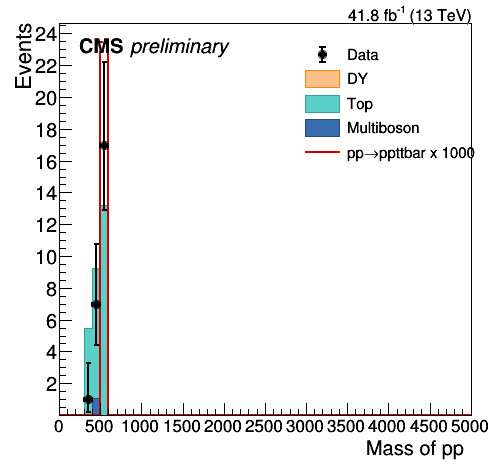 41.8 fb⁻¹ (13 TeV)
CMS preliminary
Events
24
22
20
18
16
14
12
10
8
6
4
2
Data
DY
Top
Multiboson
pp→ppttbar x 1000
0 500 1000 1500 2000 2500 3000 3500 4000 4500 5000
Mass of pp